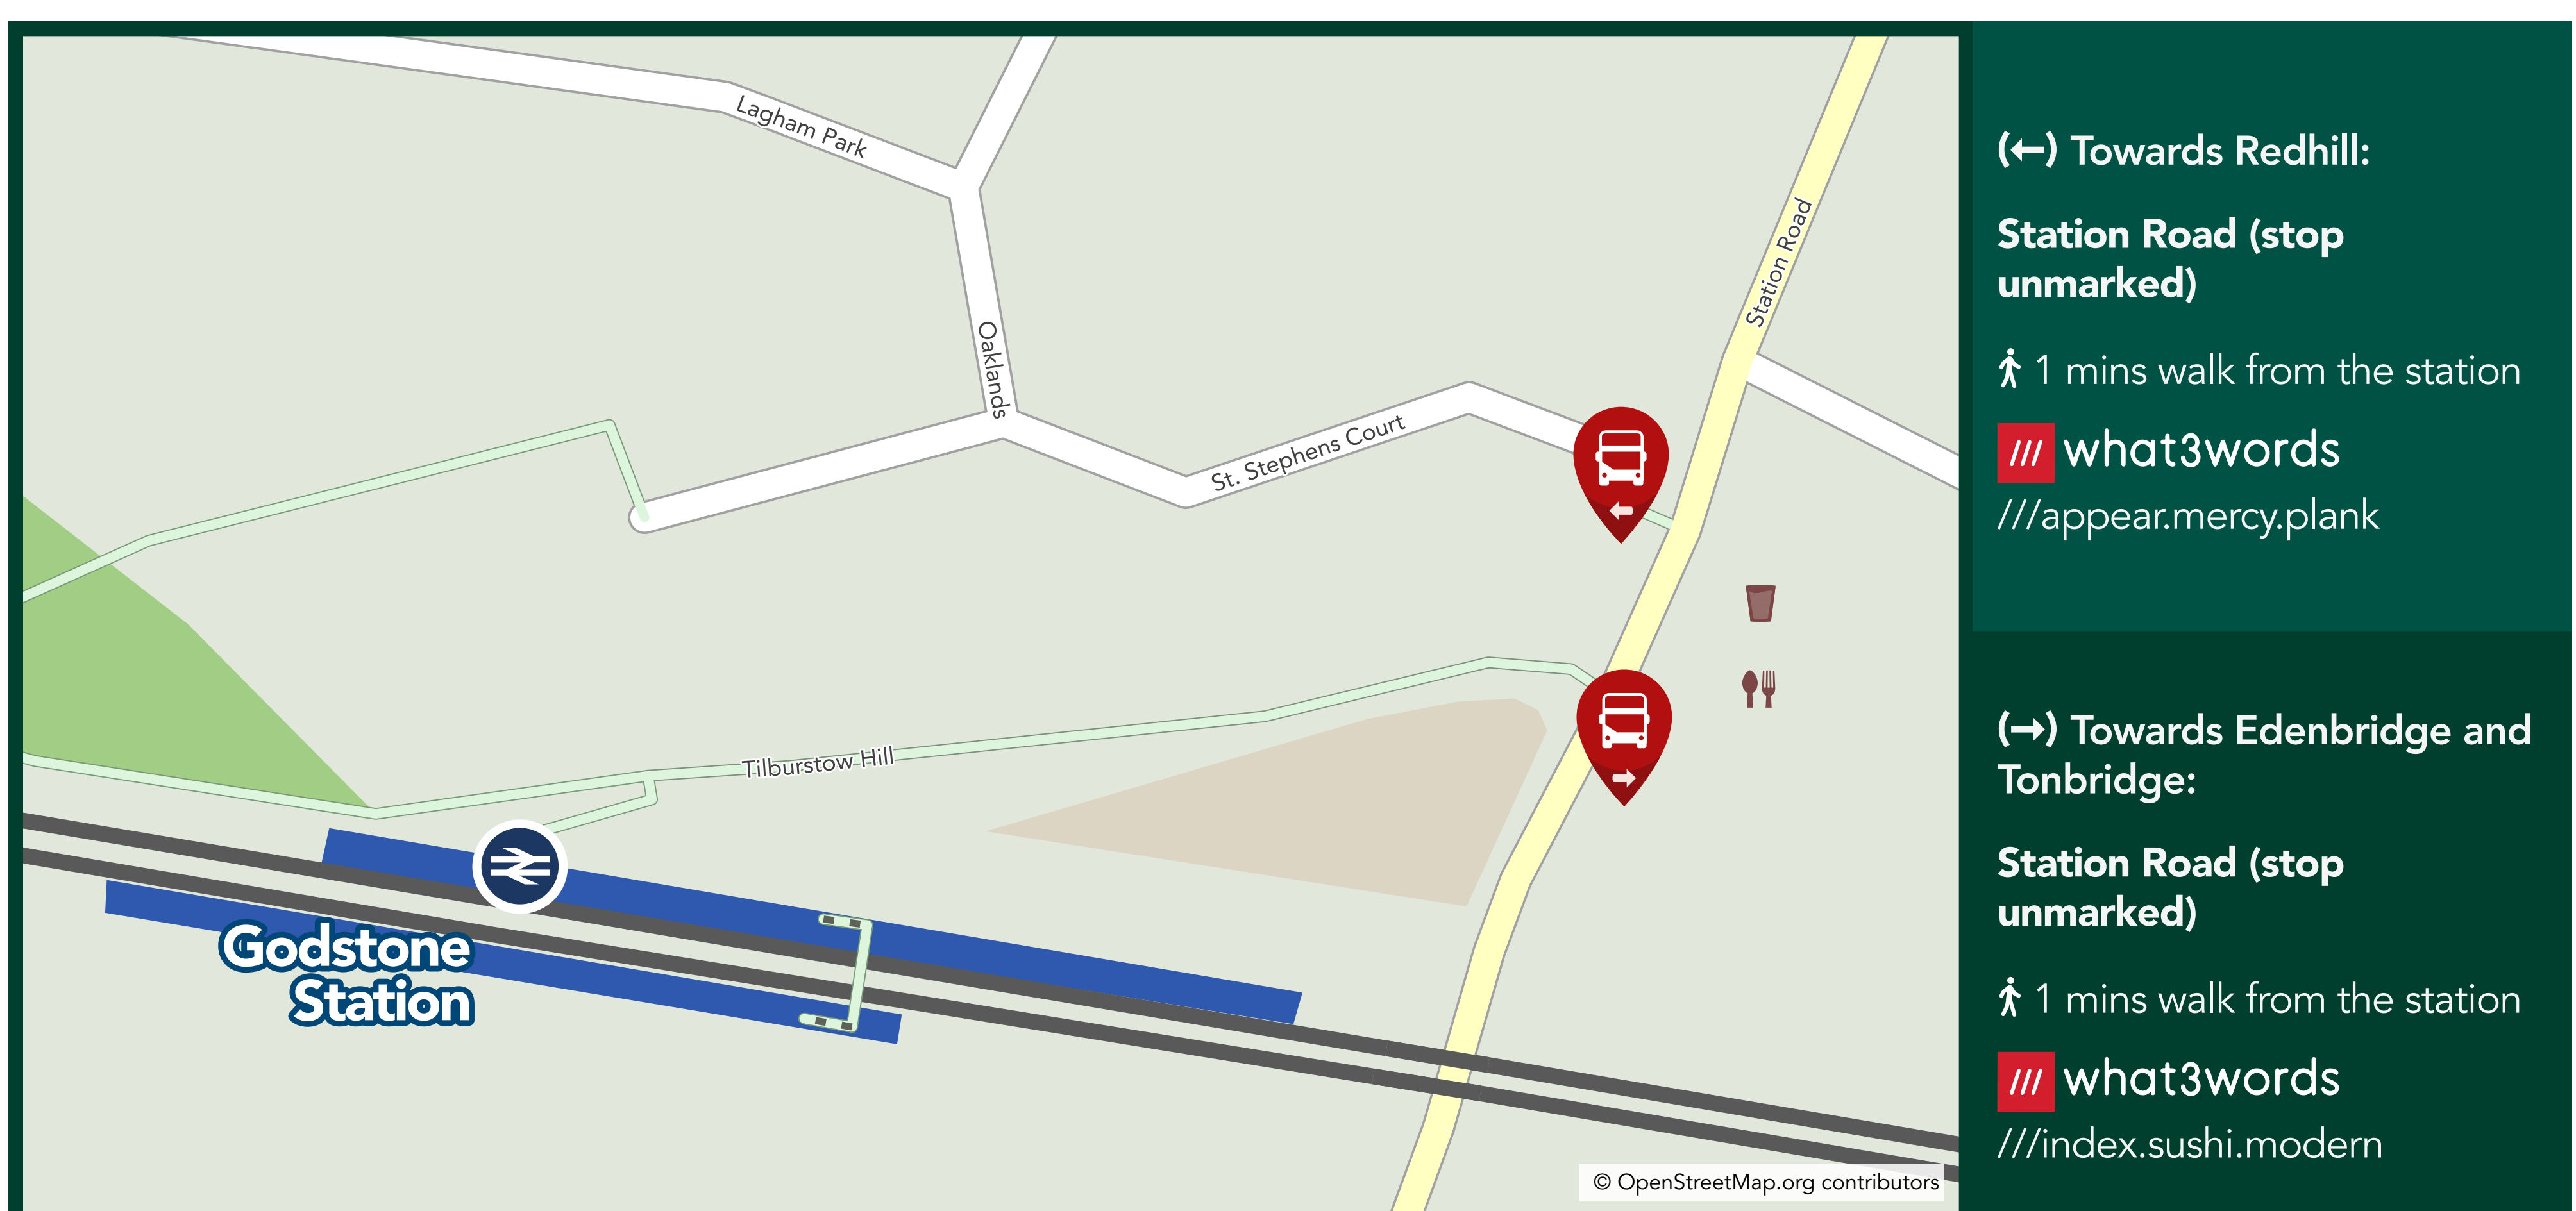 Lagham Park
Oaklands
St. Stephens Court
Station Road
Tilburstow Hill
Godstone
Station
© OpenStreetMap.org contributors
(←) Towards Redhill:
Station Road (stop
unmarked)
1 mins walk from the station
what3words
///appear.mercy.plank
(→) Towards Edenbridge and
Tonbridge:
Station Road (stop
unmarked)
1 mins walk from the station
what3words
///index.sushi.modern